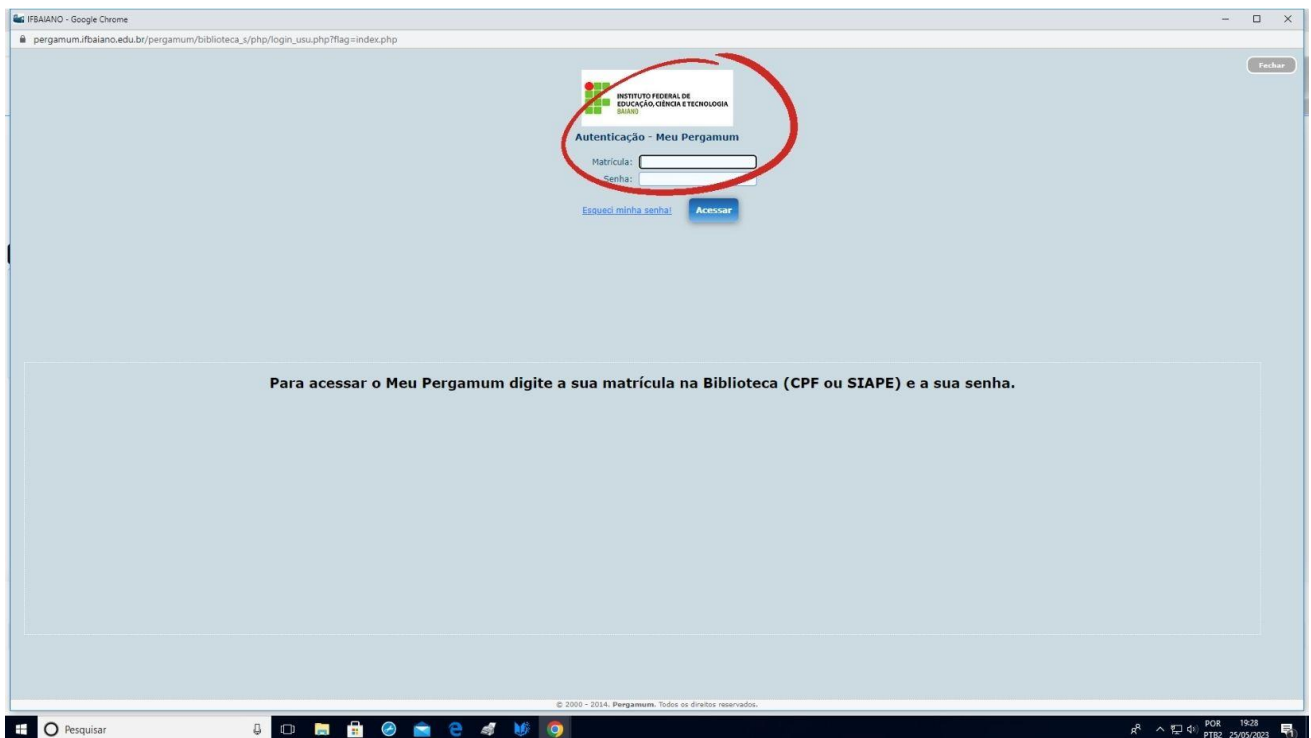 IFBAIANO - Google Chrome
pergamum.ifbaiano.edu.br/pergamum/biblioteca_s/php/login_usu.php?flag=index.php
Fechar
INSTITUTO FEDERAL DE
EDUCAÇÃO, CIÊNCIA E TECNOLOGIA
BAIANO
Autenticação - Meu Pergamum
Matrícula:
Senha:
Esqueci minha senha!
Acessar
Para acessar o Meu Pergamum digite a sua matrícula na Biblioteca (CPF ou SIAPE) e a sua senha.
© 2000 - 2014. Pergamum. Todos os direitos reservados.
Pesquisar
POR 19:28
PTB2 25/05/2023